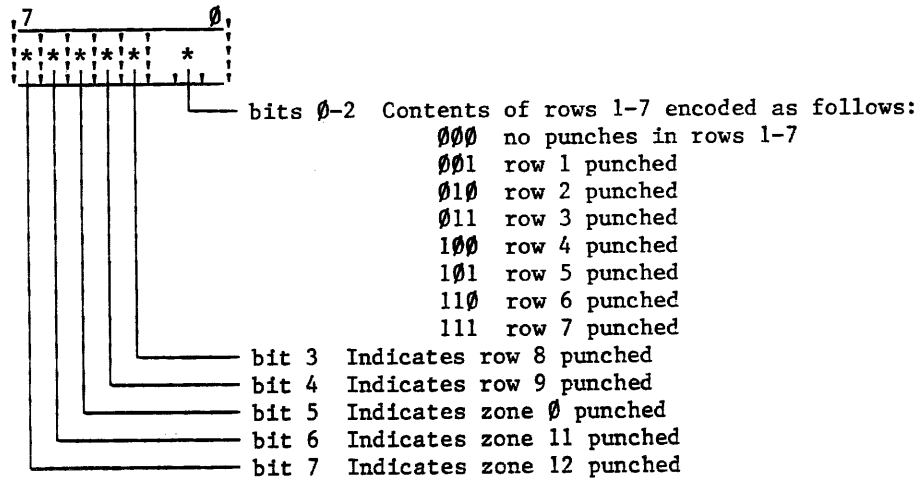 7 Ø
* * * * * *
bits Ø-2 Contents of rows 1-7 encoded as follows:
ØØØ no punches in rows 1-7
ØØ1 row 1 punched
Ø1Ø row 2 punched
Ø11 row 3 punched
1ØØ row 4 punched
1Ø1 row 5 punched
11Ø row 6 punched
111 row 7 punched
bit 3 Indicates row 8 punched
bit 4 Indicates row 9 punched
bit 5 Indicates zone Ø punched
bit 6 Indicates zone 11 punched
bit 7 Indicates zone 12 punched